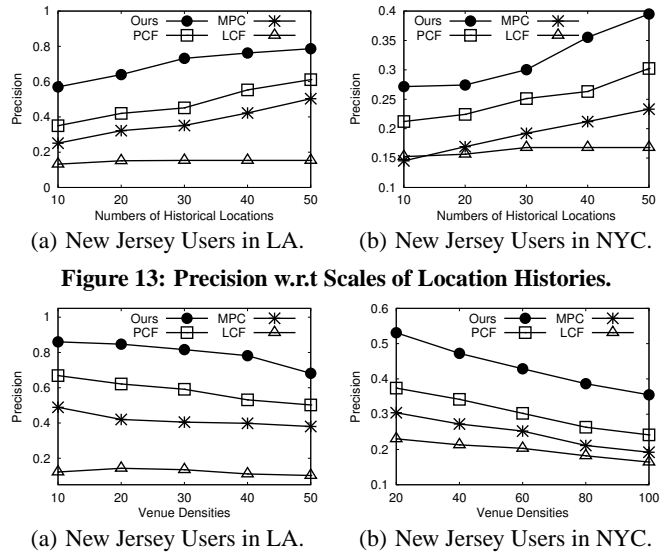 1
0.8
0.6
0.4
0.2
0
Precision
Ours MPC
PCF LCF
10 20 30 40 50
Numbers of Historical Locations
(a) New Jersey Users in LA.
0.4
0.35
0.3
0.25
0.2
0.15
0.1
Precision
Ours MPC
PCF LCF
10 20 30 40 50
Numbers of Historical Locations
(b) New Jersey Users in NYC.
Figure 13: Precision w.r.t Scales of Location Histories.
1
0.8
0.6
0.4
0.2
Precision
Ours MPC
PCF LCF
10 20 30 40 50
Venue Densities
(a) New Jersey Users in LA.
0.6
0.5
0.4
0.3
0.2
0.1
Precision
Ours MPC
PCF LCF
20 40 60 80 100
Venue Densities
(b) New Jersey Users in NYC.